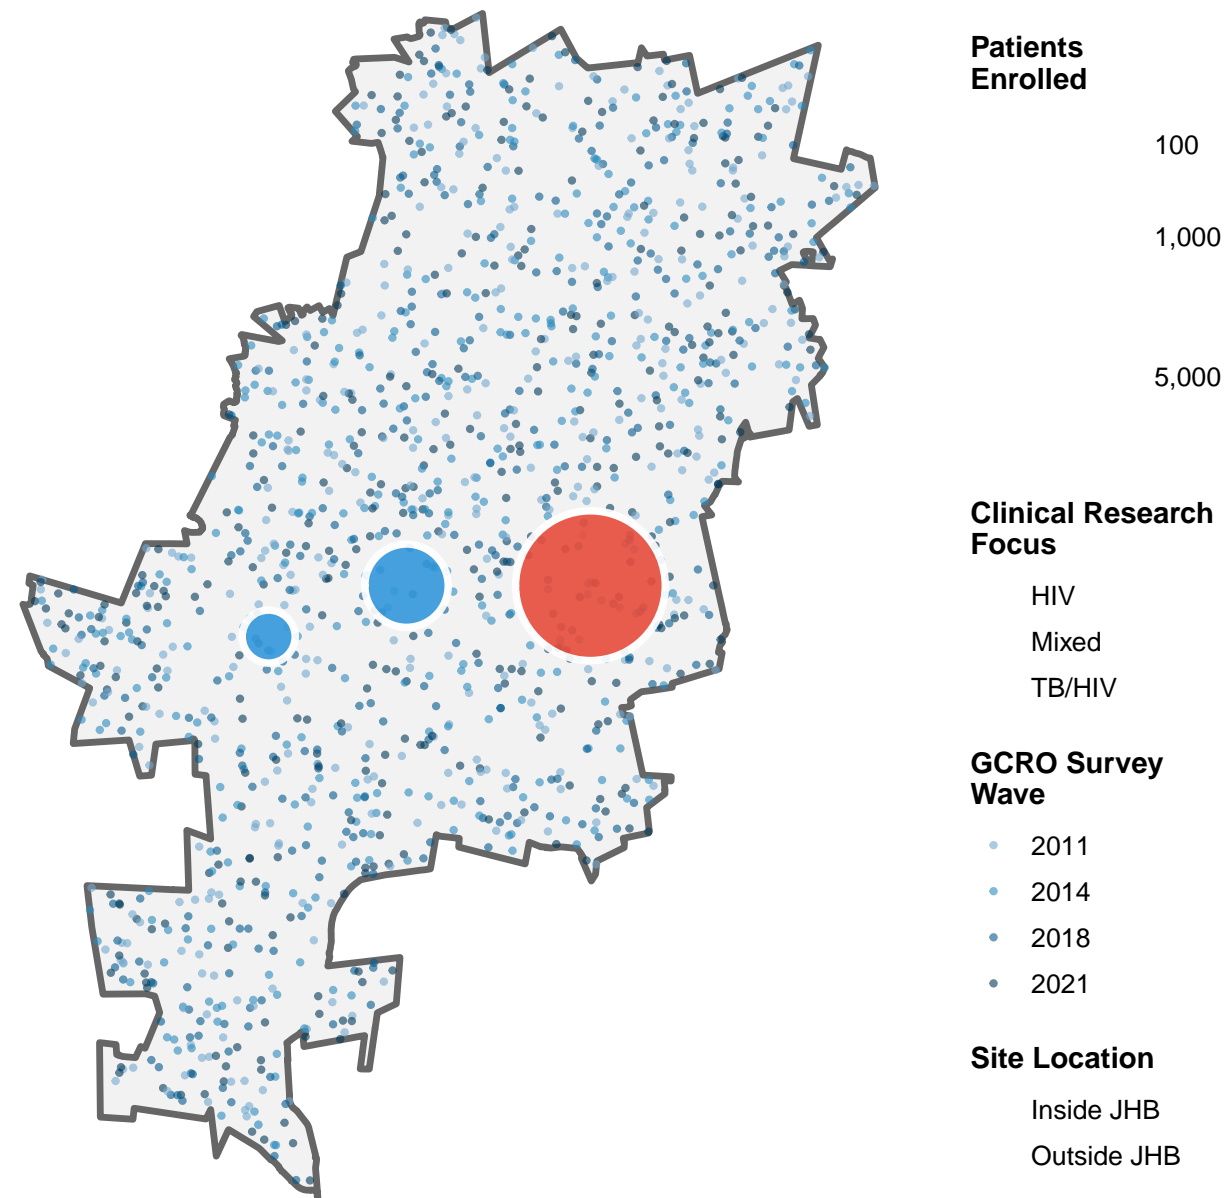 Patients
Enrolled
100
1,000
5,000
Clinical Research
Focus
HIV
Mixed
TB/HIV
GCRO Survey
Wave
2011
2014
2018
2021
Site Location
Inside JHB
Outside JHB